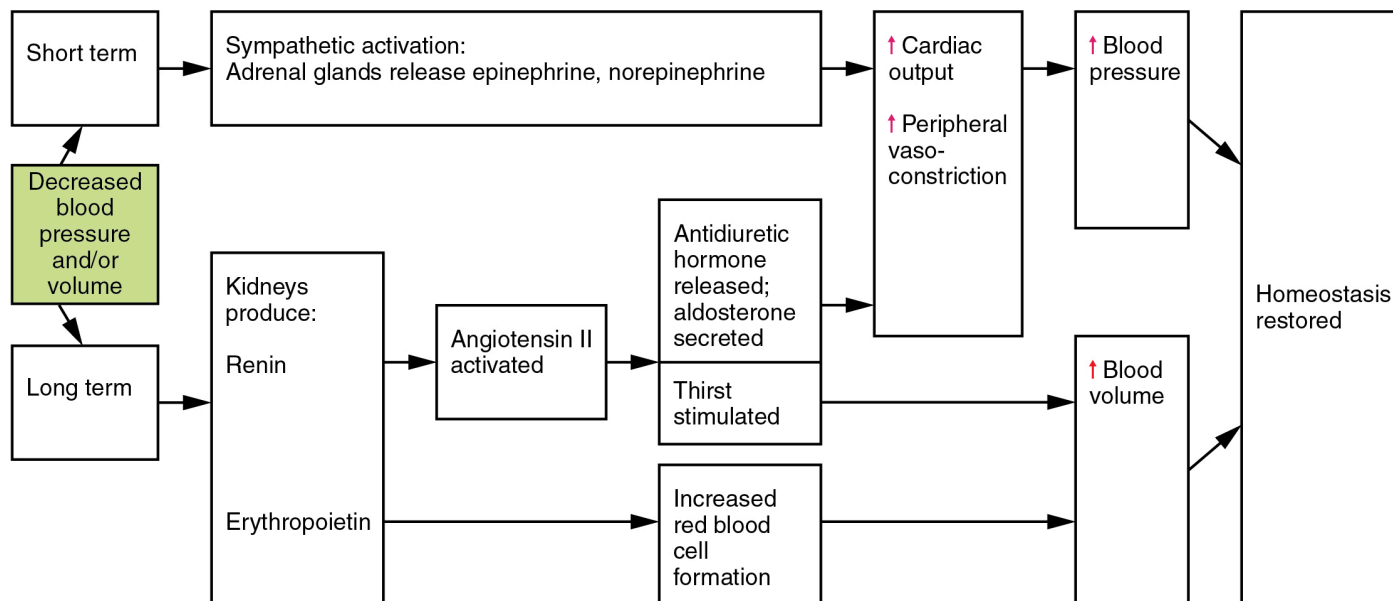 Short term
Sympathetic activation:
Adrenal glands release epinephrine, norepinephrine
↑ Cardiac
output
↑ Peripheral
vaso-
constriction
↑ Blood
pressure
Decreased
blood
pressure
and/or
volume
Long term
Kidneys
produce:
Renin
Erythropoietin
Angiotensin II
activated
Antidiuretic
hormone
released;
aldosterone
secreted
Thirst
stimulated
Increased
red blood
cell
formation
↑ Blood
volume
Homeostasis
restored